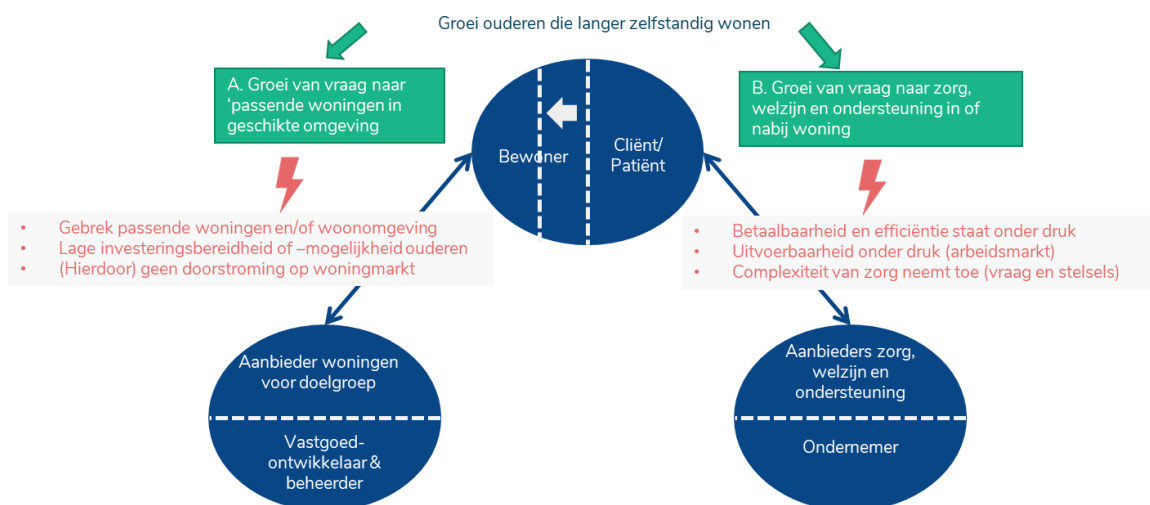 Groei ouderen die langer zelfstandig wonen
A. Groei van vraag naar
‘passende woningen in
geschikte omgeving
B. Groei van vraag naar zorg,
welzijn en ondersteuning in of
nabij woning
Bewoner
Cliënt/
Patiënt
• Gebrek passende woningen en/of woonomgeving
• Lage investeringsbereidheid of –mogelijkheid ouderen
• (Hierdoor) geen doorstroming op woningmarkt
• Betaalbaarheid en efficiëntie staat onder druk
• Uitvoerbaarheid onder druk (arbeidsmarkt)
• Complexiteit van zorg neemt toe (vraag en stelsels)
Aanbieder woningen
voor doelgroep
Vastgoed-
ontwikkelaar &
beheerder
Aanbieders zorg,
welzijn en
ondersteuning
Ondernemer